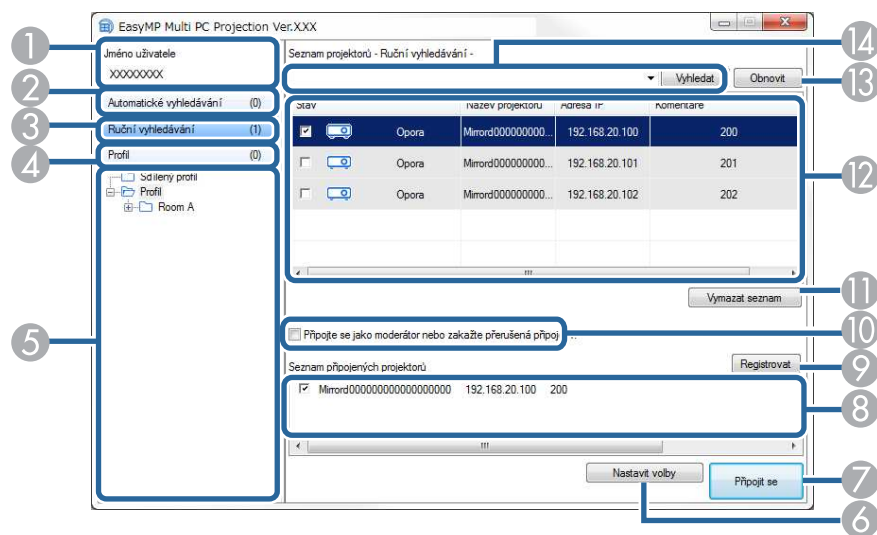 EasyMP Multi PC Projection Ver.XXX
Jméno uživatele
XXXXXXXX
Automatické vyhledávání (0)
Ruční vyhledávání (1)
Profil (0)
Sdílený profil
Profil
Room A
Seznam projektorů - Ruční vyhledávání -
Vyhledat Obnovit
Stav Název projektoru Adresa IP Komentáře
Opora Mirrord000000000... 192.168.20.100 200
Opora Mirrord000000000... 192.168.20.101 201
Opora Mirrord000000000... 192.168.20.102 202
Vymazat seznam
Připojte se jako moderátor nebo zakažte přerušená připoj
Registrovat
Seznam připojených projektorů
Mirrord00000000000000000 192.168.20.100 200
Nastavit volby
Připojit se
1
2
3
4
5
14
13
12
11
10
9
8
7
6